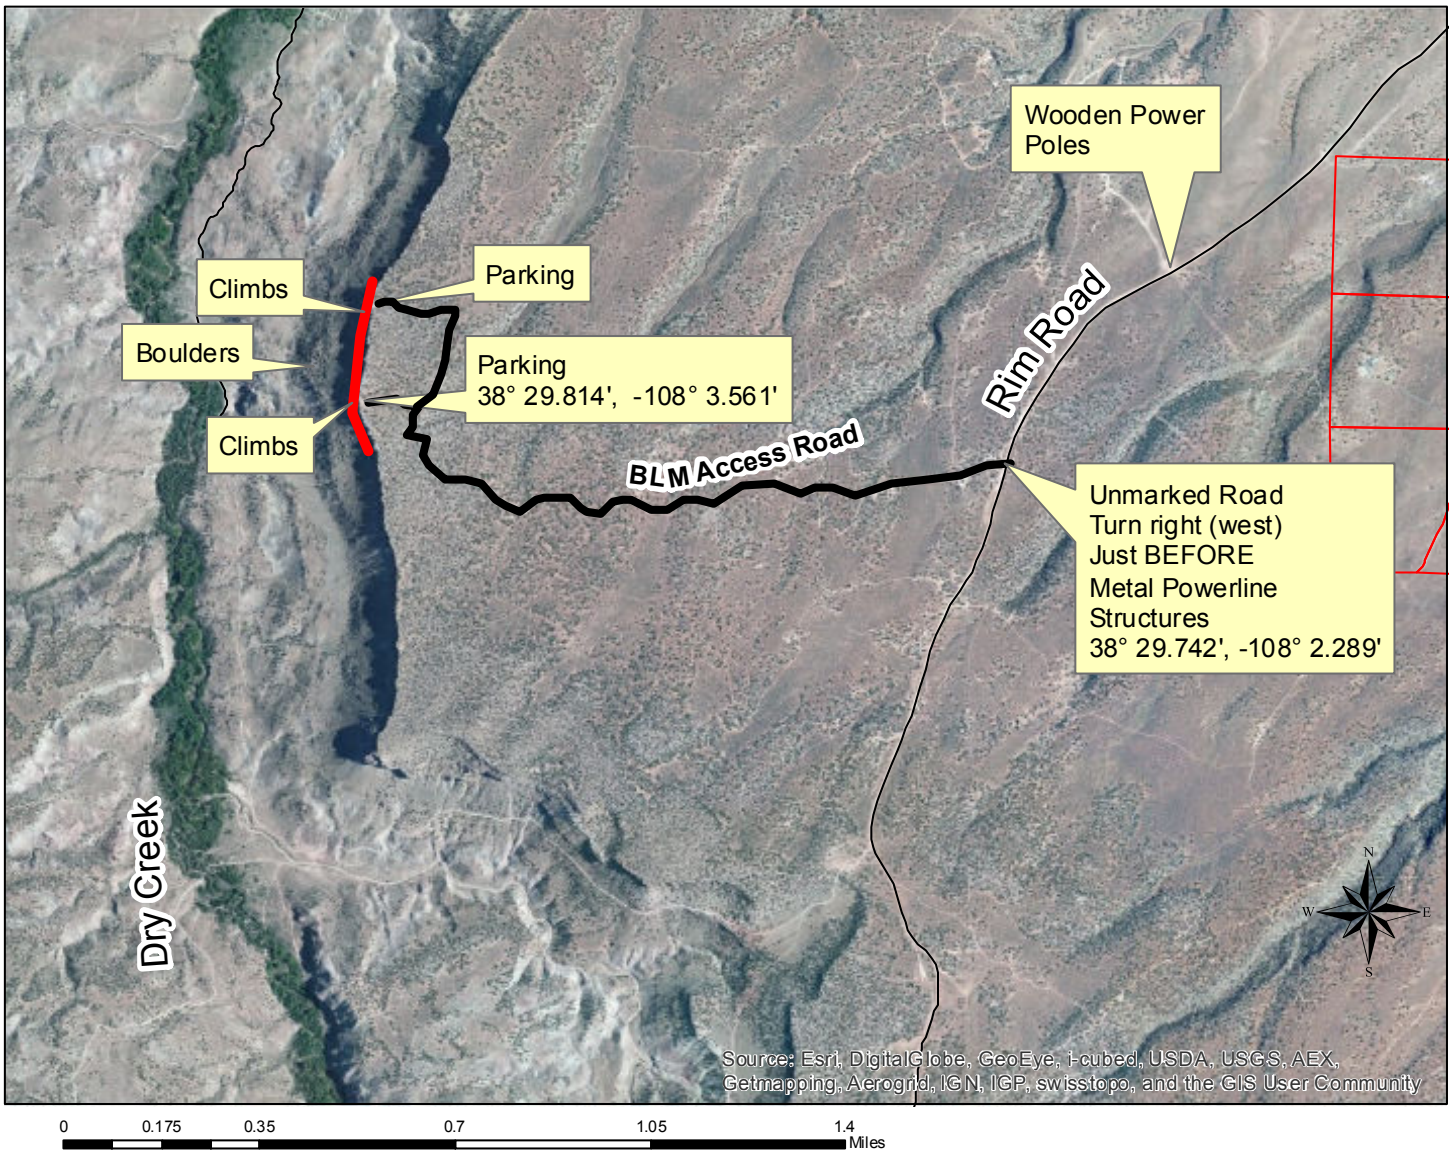 Wooden Power
Poles
Parking
Climbs
Boulders
Parking
38° 29.814', -108° 3.561'
Climbs
Rim Road
BLM Access Road
Unmarked Road
Turn right (west)
Just BEFORE
Metal Powerline
Structures
38° 29.742', -108° 2.289'
Dry Creek
N
W
E
S
Source: Esri, DigitalGlobe, GeoEye, i-cubed, USDA, USGS, AEX,
Getmapping, Aerogrid, IGN, IGP, swisstopo, and the GIS User Community
0 0.175 0.35 0.7 1.05 1.4
Miles